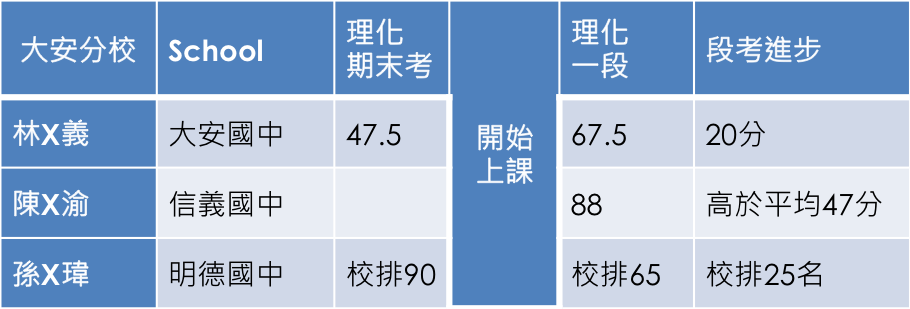 大安分校 School 理化期末考 理化一段 段考進步
林X義 大安國中 47.5 開始上課 67.5 20分
陳X渝 信義國中 88 高於平均47分
孫X瑋 明德國中 校排90 校排65 校排25名